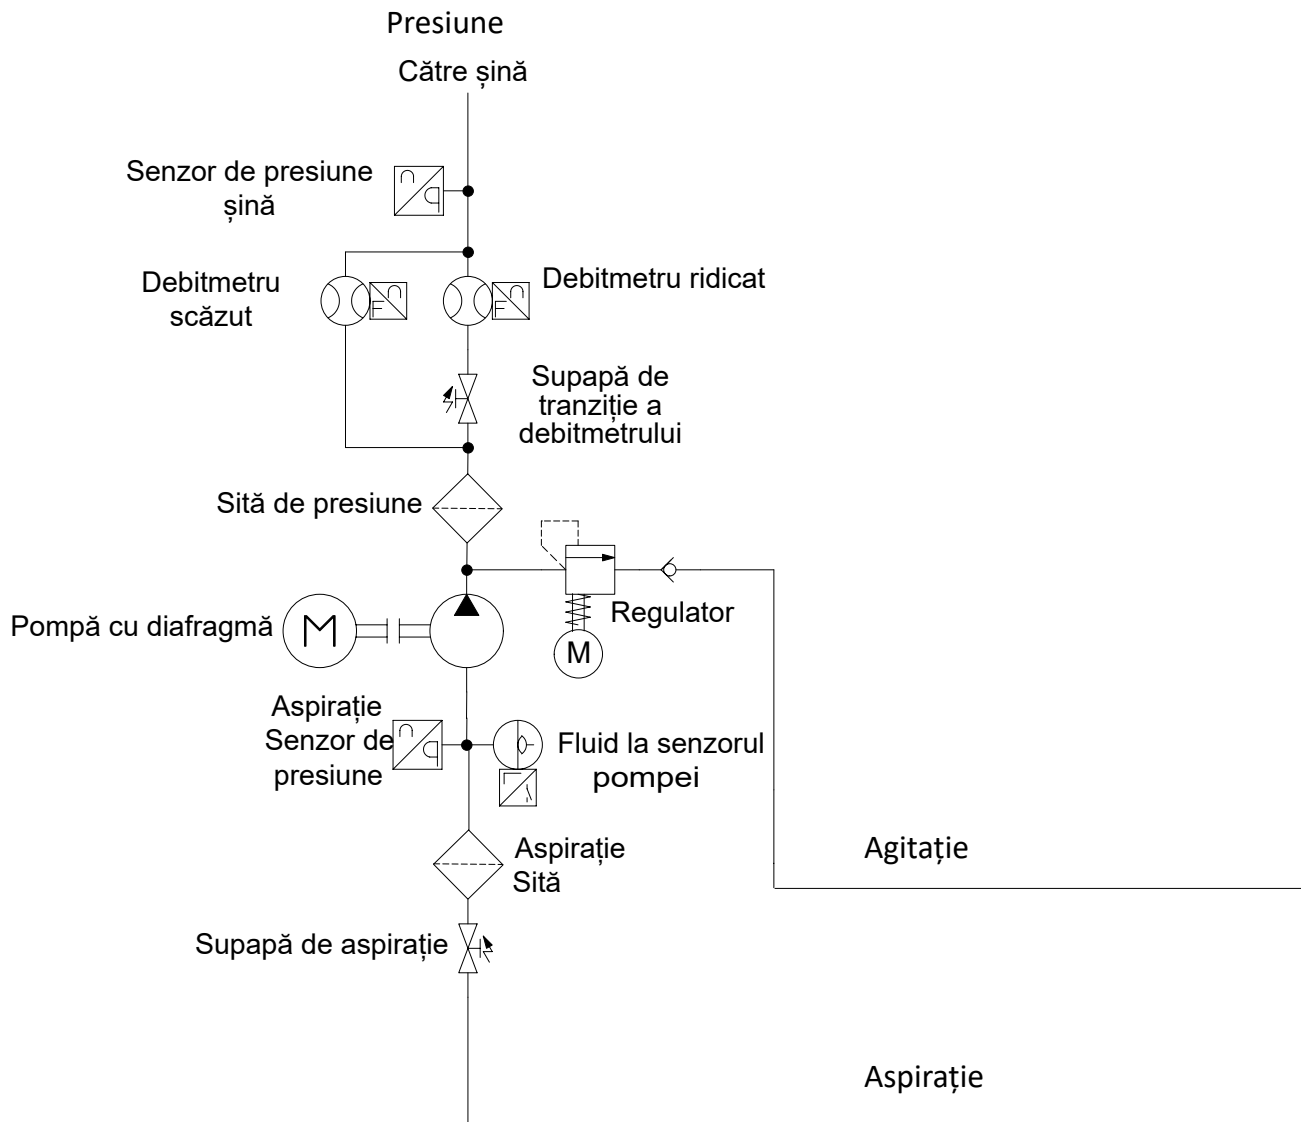 Presiune
Către șină
Senzor de presiune
șină
Debitmetru
scăzut
Debitmetru ridicat
F
F
Supapă de
tranziție a
debitmetrului
Sită de presiune
Regulator
Pompă cu diafragmă
M
M
Aspirație
Senzor de
presiune
Fluid la senzorul
pompei
Aspirație
Sită
Agitație
Supapă de aspirație
Aspirație